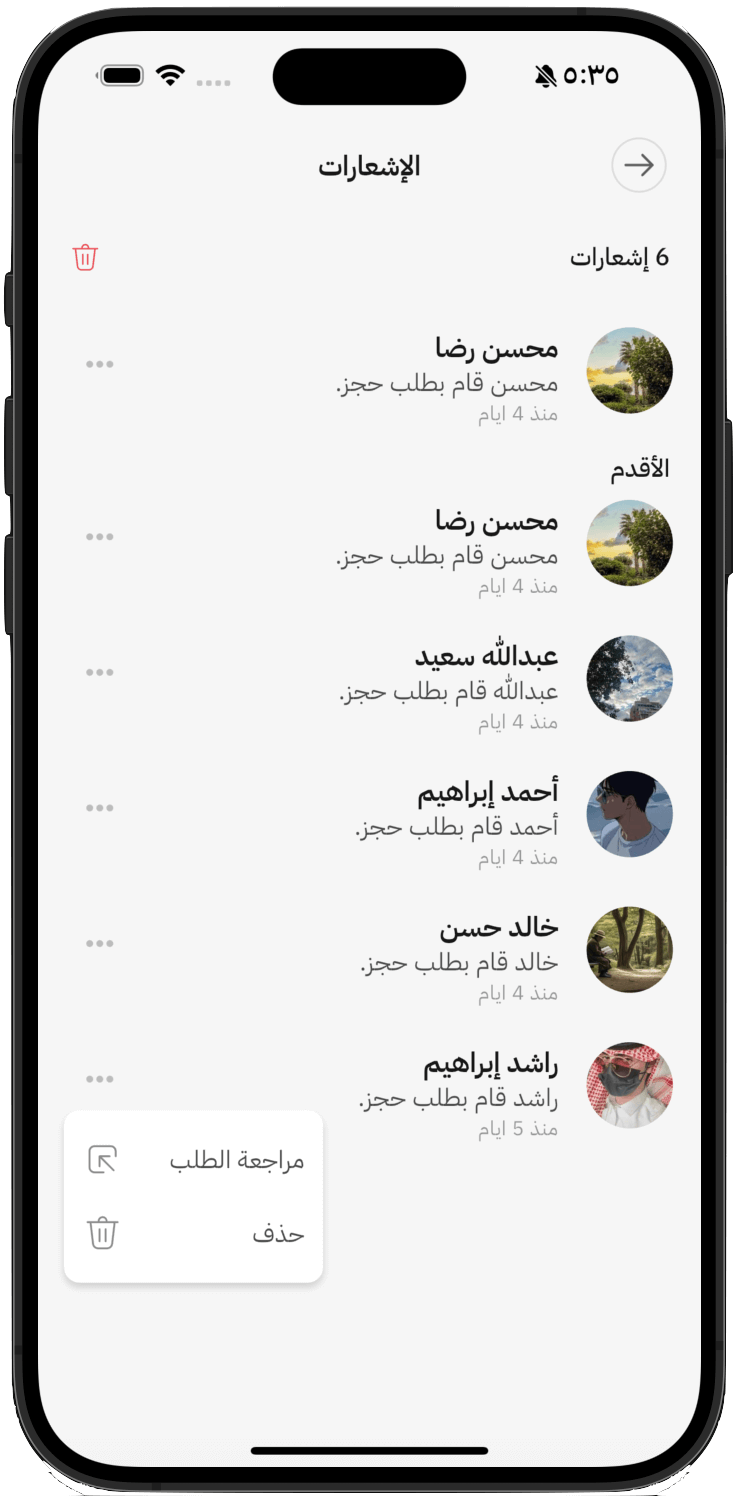 ٥:٣٥
الإشعارات
6 إشعارات
محسن رضا
محسن قام بطلب حجز.
منذ 4 ايام
الأقدم
محسن رضا
محسن قام بطلب حجز.
منذ 4 ايام
عبدالله سعيد
عبدالله قام بطلب حجز.
منذ 4 ايام
أحمد إبراهيم
أحمد قام بطلب حجز.
منذ 4 ايام
خالد حسن
خالد قام بطلب حجز.
منذ 4 ايام
راشد إبراهيم
راشد قام بطلب حجز.
منذ 5 ايام
مراجعة الطلب
حذف